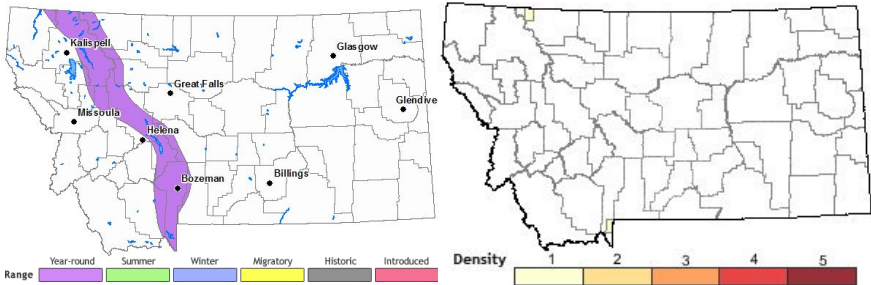 Kalispell
Glasgow
Great Falls
Glendive
Missoula
Helena
Billings
Bozeman
Density 1 2 3 4 5
Range Year-round Summer Winter Migratory Historic Introduced